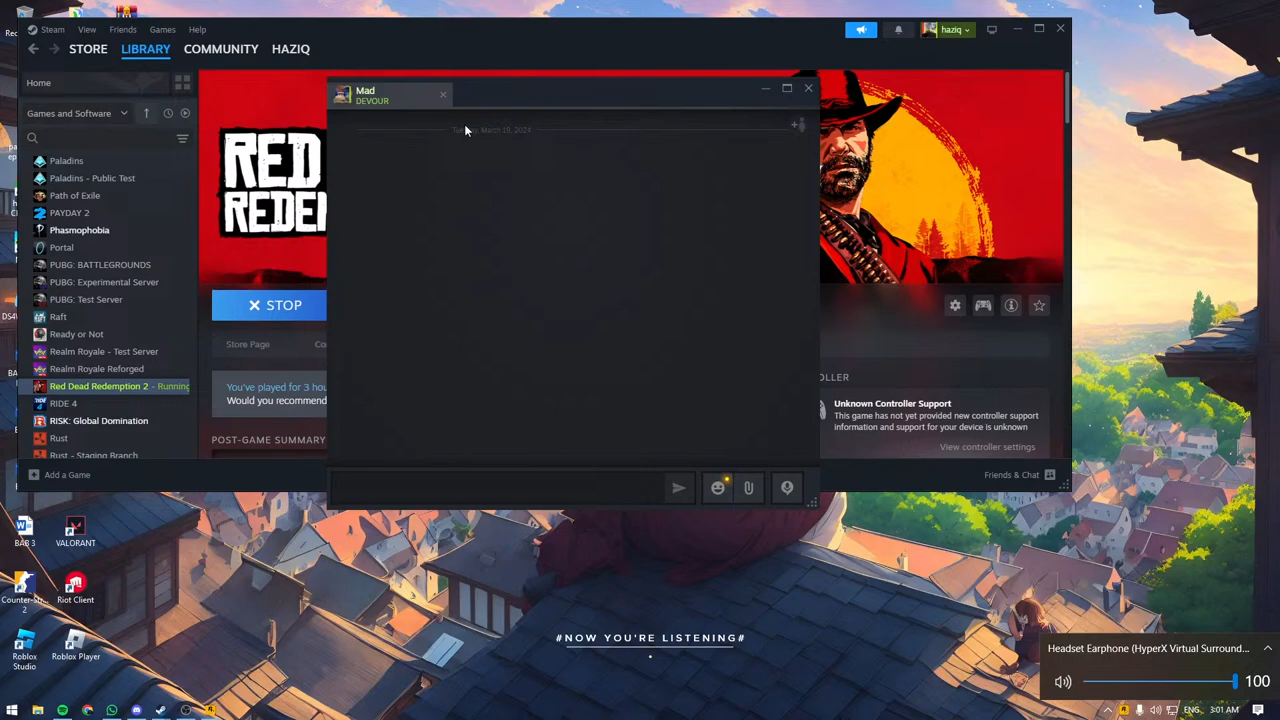 Steam View Friends Games Help
haziq
STORE LIBRARY COMMUNITY HAZIQ
Home
Games and Software
Mad
DEVOUR
Tuesday, March 19, 2024
RED
REDE
Paladins
Paladins - Public Test
Path of Exile
PAYDAY 2
Phasmophobia
Portal
PUBG: BATTLEGROUNDS
PUBG: Experimental Server
PUBG: Test Server
Raft
Ready or Not
Realm Royale - Test Server
Realm Royale Reforged
Red Dead Redemption 2 - Running
RIDE 4
RISK: Global Domination
Rust
Rust - Staging Branch
Add a Game
STOP
Store Page Co
You've played for 3 hou
Would you recommend
POST-GAME SUMMARY
OLLER
Unknown Controller Support
This game has not yet provided new controller support
information and support for your device is unknown
View controller settings
Friends & Chat
BAB 3
VALORANT
Counter-Str...
2
Riot Client
Roblox
Studio
Roblox Player
#NOW YOU'RE LISTENING#
Headset Earphone (HyperX Virtual Surround...
100
ENG 3:01 AM